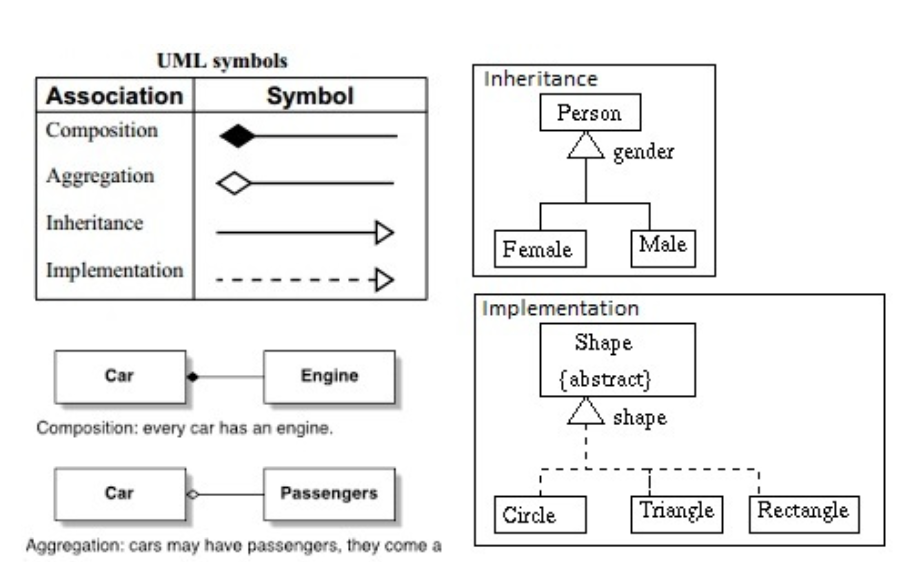 UML symbols
Association Symbol
Composition
Aggregation
Inheritance
Implementation
Car Engine
Composition: every car has an engine.
Car Passengers
Aggregation: cars may have passengers, they come a
Inheritance
Person
gender
Female Male
Implementation
Shape
{abstract}
shape
Circle Triangle Rectangle